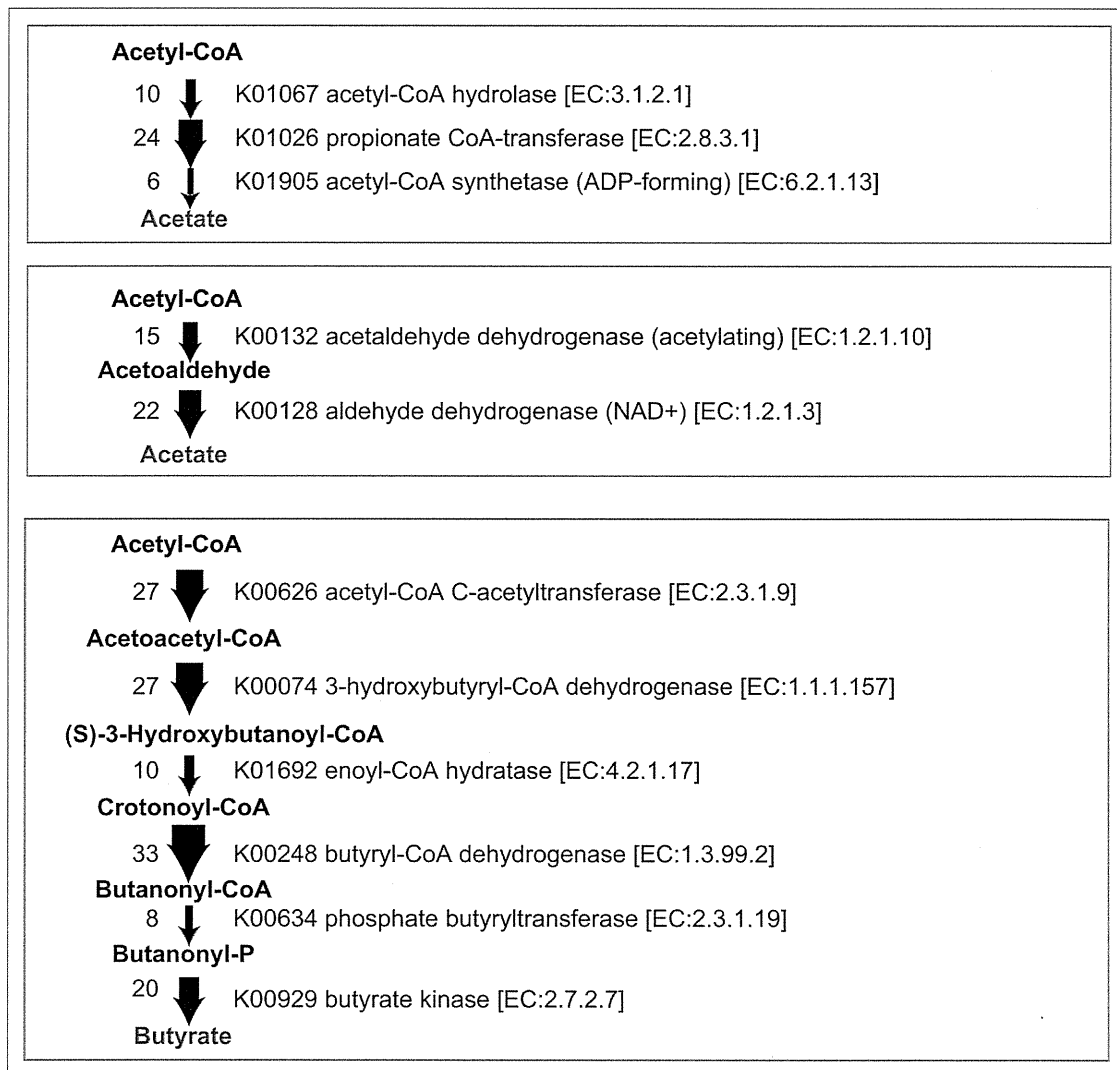 Acetyl-CoA
10 K01067 acetyl-CoA hydrolase [EC:3.1.2.1]
24 K01026 propionate CoA-transferase [EC:2.8.3.1]
6 K01905 acetyl-CoA synthetase (ADP-forming) [EC:6.2.1.13]
Acetate
Acetyl-CoA
15 K00132 acetaldehyde dehydrogenase (acetylating) [EC:1.2.1.10]
Acetoaldehyde
22 K00128 aldehyde dehydrogenase (NAD+) [EC:1.2.1.3]
Acetate
Acetyl-CoA
27 K00626 acetyl-CoA C-acetyltransferase [EC:2.3.1.9]
Acetoacetyl-CoA
27 K00074 3-hydroxybutyryl-CoA dehydrogenase [EC:1.1.1.157]
(S)-3-Hydroxybutanoyl-CoA
10 K01692 enoyl-CoA hydratase [EC:4.2.1.17]
Crotonoyl-CoA
33 K00248 butyryl-CoA dehydrogenase [EC:1.3.99.2]
Butanonyl-CoA
8 K00634 phosphate butyryltransferase [EC:2.3.1.19]
Butanonyl-P
20 K00929 butyrate kinase [EC:2.7.2.7]
Butyrate